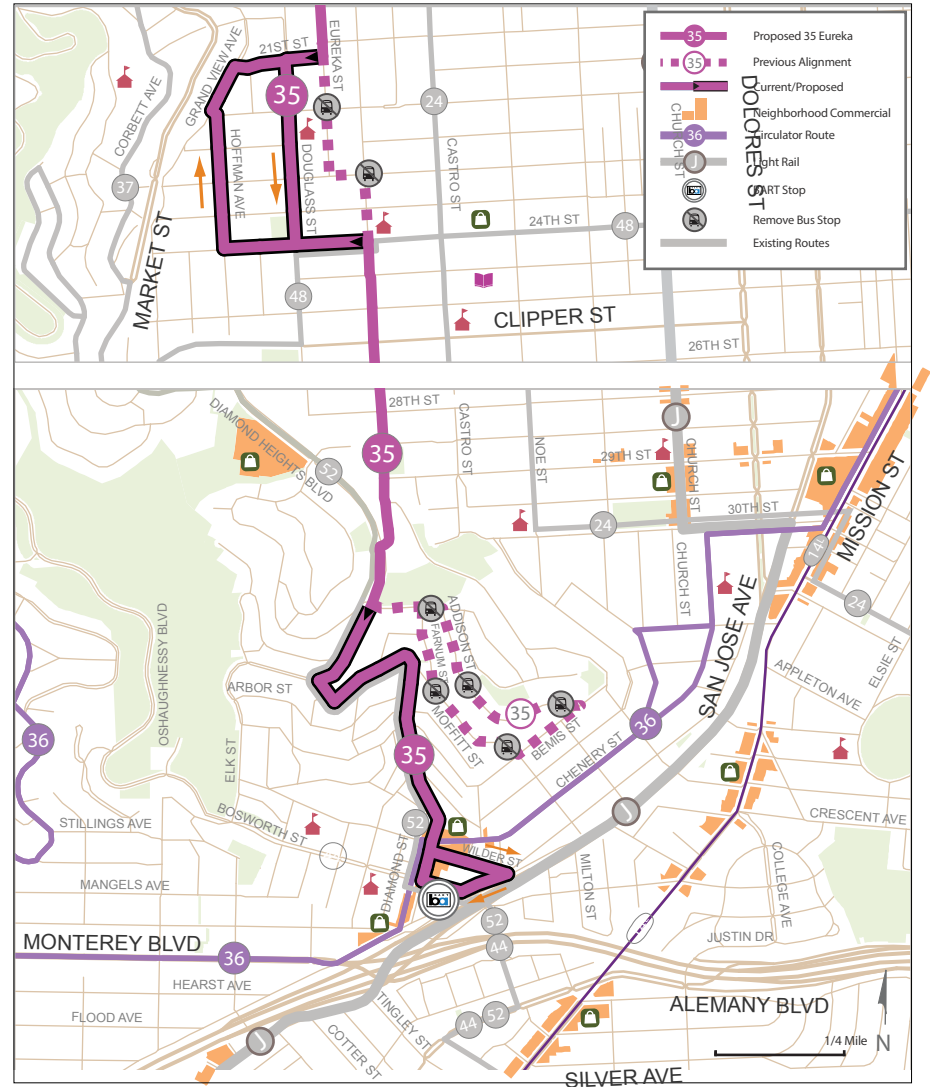 EUREKA ST
21ST ST
GRAND VIEW AVE
CORBETT AVE
35
35
Proposed 35 Eureka
35
Previous Alignment
Current/Proposed
Neighborhood Commercial
36
Circulator Route
J
Light Rail
BART Stop
Remove Bus Stop
Existing Routes
DOLORES ST
CHURCH ST
24
HOFFMAN AVE
DOUGLASS ST
CASTRO ST
37
24TH ST
48
48
MARKET ST
CLIPPER ST
26TH ST
28TH ST
DIAMOND HEIGHTS BLVD
CASTRO ST
J
35
NOE ST
29TH ST
CHURCH ST
52
30TH ST
MISSION ST
24
14
CHURCH ST
SAN JOSE AVE
24
ADDISON ST
FARNUM ST
OSHAUGHNESSY BLVD
ELSIE ST
APPLETON AVE
ARBOR ST
MOFFITT ST
35
BEMIS ST
36
36
ELK ST
35
CHENERY ST
BOSWORTH ST
J
STILLINGS AVE
52
CRESCENT AVE
WILDER ST
MANGELS AVE
DIAMOND ST
MILTON ST
COLLEGE AVE
ba
52
MONTEREY BLVD
36
44
JUSTIN DR
HEARST AVE
ALEMANY BLVD
FLOOD AVE
TINGLEY ST
44
52
COTTER ST
J
1/4 Mile
N
SILVER AVE